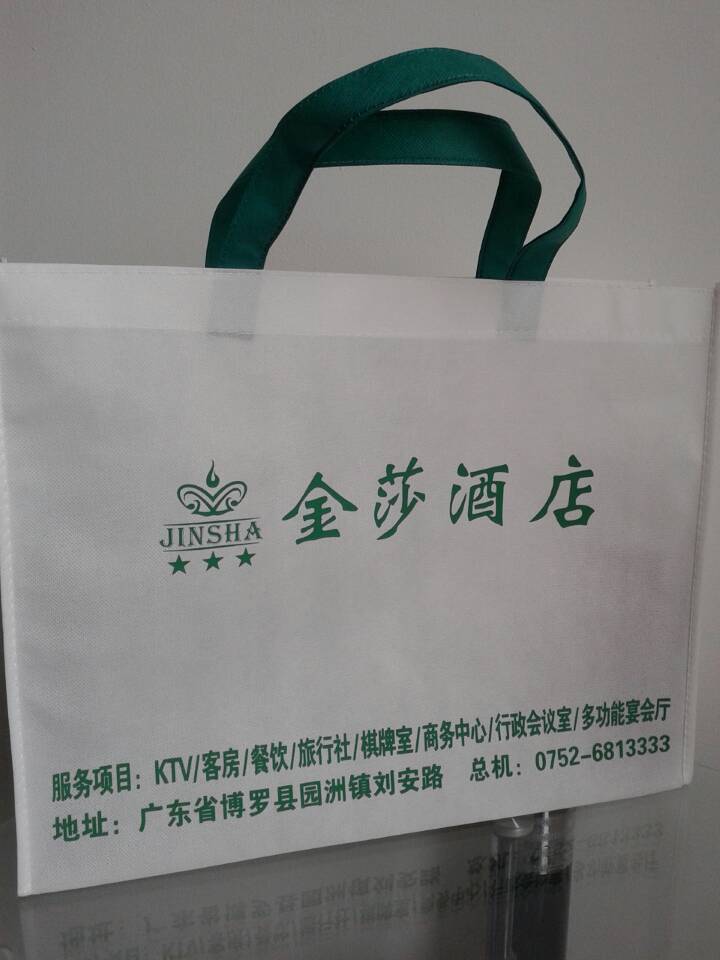 JINSHA
金莎酒店
服务项目：KTV/客房/餐饮/旅行社/棋牌室/商务中心/行政会议室/多功能宴会厅
地址：广东省博罗县园洲镇刘安路 总机：0752-6813333